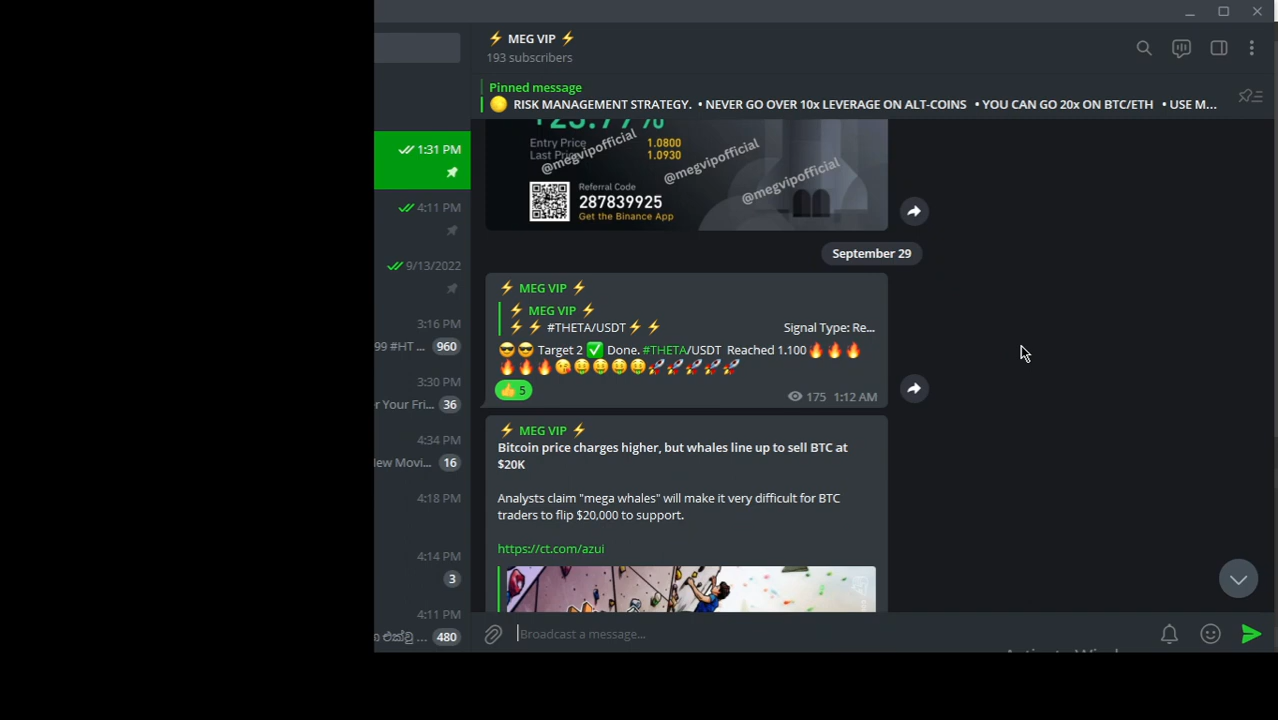 ⚡ MEG VIP ⚡
193 subscribers
Pinned message
🟡 RISK MANAGEMENT STRATEGY. • NEVER GO OVER 10x LEVERAGE ON ALT-COINS • YOU CAN GO 20x ON BTC/ETH • USE M...
Entry Price 1.0800
Last Price 1.0930
@megvipofficial
@megvipofficial
@megvipofficial
Referral Code
287839925
Get the Binance App
September 29
⚡ MEG VIP ⚡
⚡ MEG VIP ⚡
⚡ ⚡ #THETA/USDT⚡ ⚡ Signal Type: Re...
😎😎 Target 2 ✅ Done. #THETA/USDT Reached 1.100🔥🔥🔥
🔥🔥🔥😘🤑🤑🤑🤑🚀🚀🚀🚀🚀
👍 5
175 1:12 AM
⚡ MEG VIP ⚡
Bitcoin price charges higher, but whales line up to sell BTC at
$20K
Analysts claim "mega whales" will make it very difficult for BTC
traders to flip $20,000 to support.
https://ct.com/azui
Broadcast a message...
1:31 PM
4:11 PM
9/13/2022
3:16 PM
99 #HT ... 960
3:30 PM
r Your Fri... 36
4:34 PM
lew Movi... 16
4:18 PM
4:14 PM
3
4:11 PM
480